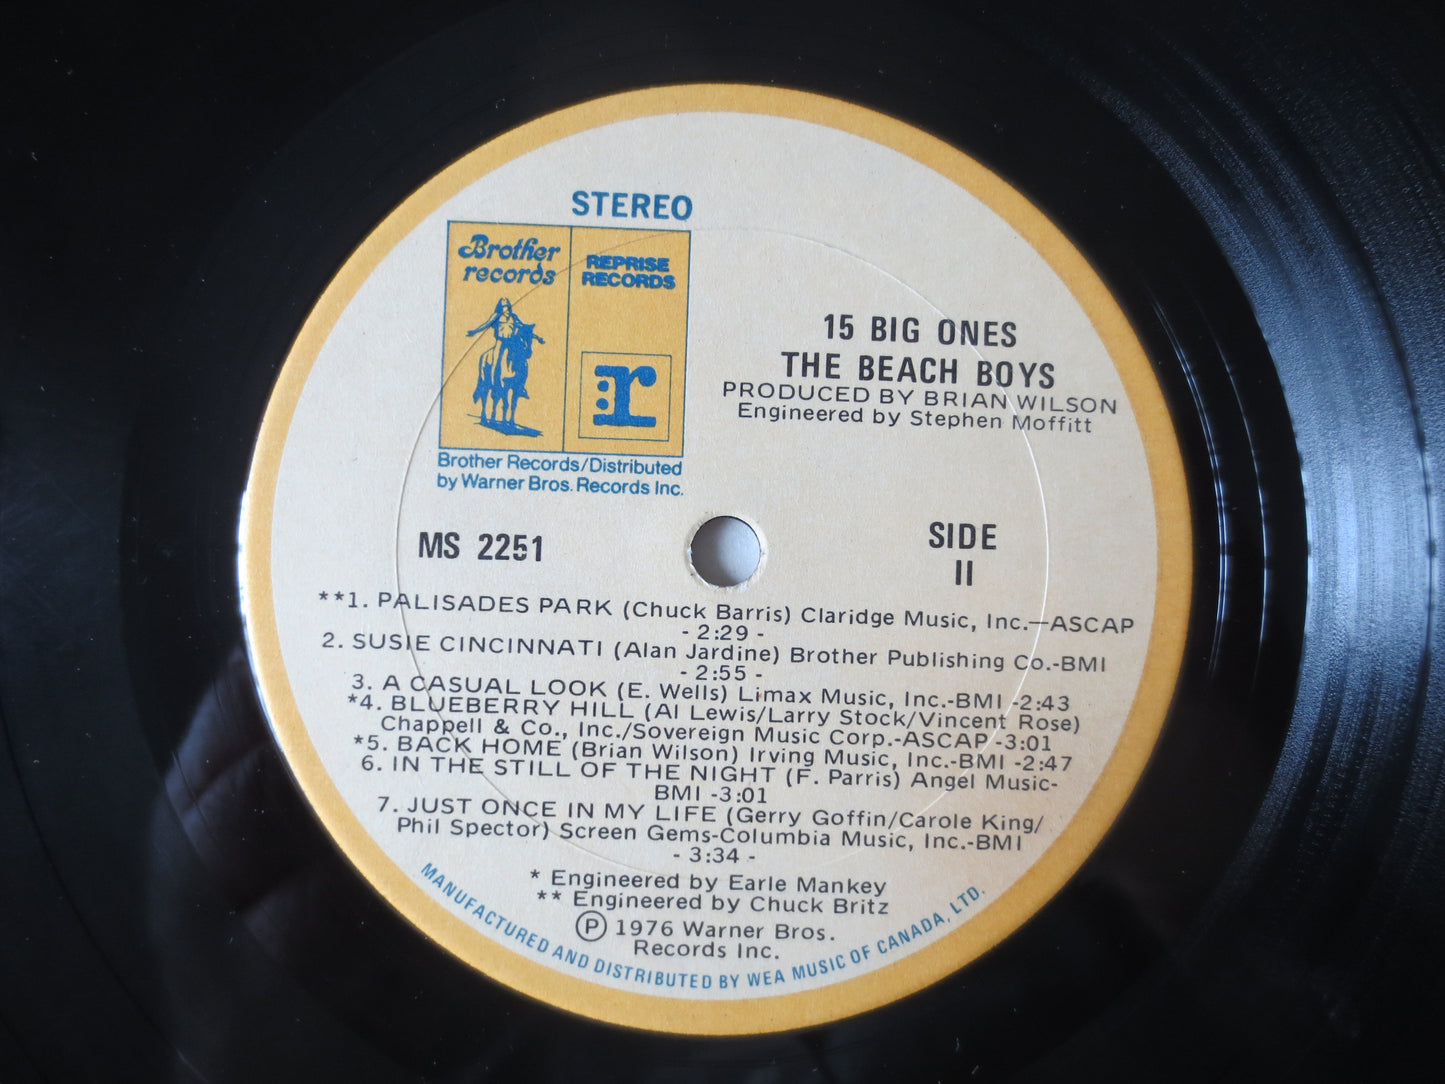 STEREO
Brother
records
REPRISE
RECORDS
r
Brother Records/Distributed
by Warner Bros. Records Inc.
15 BIG ONES
THE BEACH BOYS
PRODUCED BY BRIAN WILSON
Engineered by Stephen Moffitt
MS 2251
SIDE
II
**1. PALISADES PARK (Chuck Barris) Claridge Music, Inc.—ASCAP
- 2:29 -
2. SUSIE CINCINNATI (Alan Jardine) Brother Publishing Co.-BMI
- 2:55 -
3. A CASUAL LOOK (E. Wells) Limax Music, Inc.-BMI -2:43
*4. BLUEBERRY HILL (Al Lewis/Larry Stock/Vincent Rose)
Chappell & Co., Inc./Sovereign Music Corp.-ASCAP -3:01
*5. BACK HOME (Brian Wilson) Irving Music, Inc.-BMI -2:47
6. IN THE STILL OF THE NIGHT (F. Parris) Angel Music-
BMI -3:01
7. JUST ONCE IN MY LIFE (Gerry Goffin/Carole King/
Phil Spector) Screen Gems-Columbia Music, Inc.-BMI
- 3:34 -
* Engineered by Earle Mankey
** Engineered by Chuck Britz
Ⓟ 1976 Warner Bros.
Records Inc.
MANUFACTURED AND DISTRIBUTED BY WEA MUSIC OF CANADA, LTD.